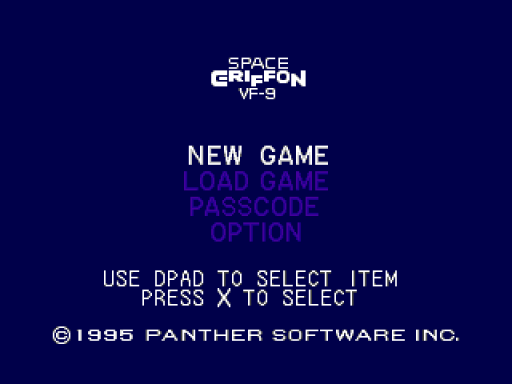 SPACE
GRIFFON
VF-9
NEW GAME
LOAD GAME
PASSCODE
OPTION
USE DPAD TO SELECT ITEM
PRESS X TO SELECT
©1995 PANTHER SOFTWARE INC.